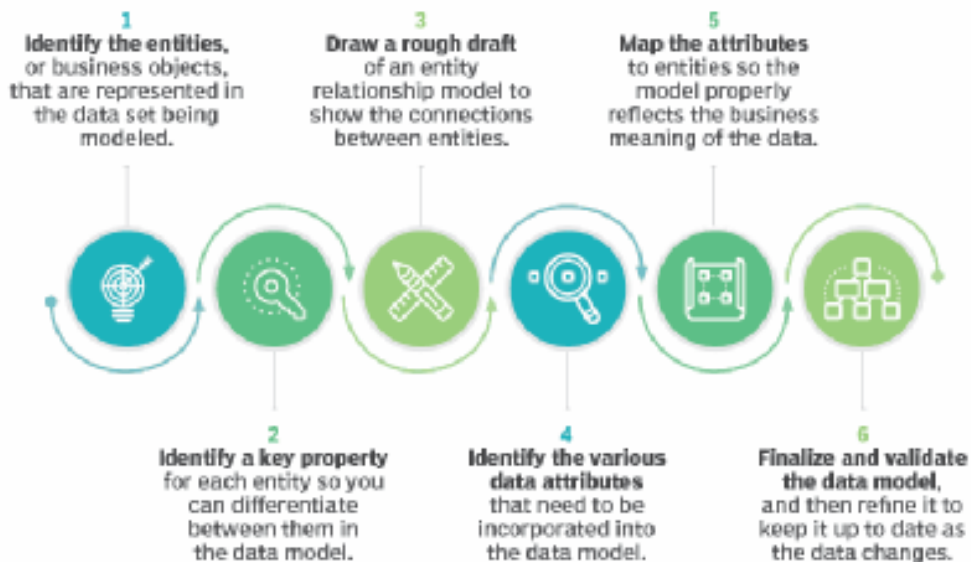 1
Identify the entities,
or business objects,
that are represented in
the data set being
modeled.
2
Identify a key property
for each entity so you
can differentiate
between them in
the data model.
3
Draw a rough draft
of an entity
relationship model to
show the connections
between entities.
4
Identify the various
data attributes
that need to be
incorporated into
the data model.
5
Map the attributes
to entities so the
model properly
reflects the business
meaning of the data.
6
Finalize and validate
the data model,
and then refine it to
keep it up to date as
the data changes.